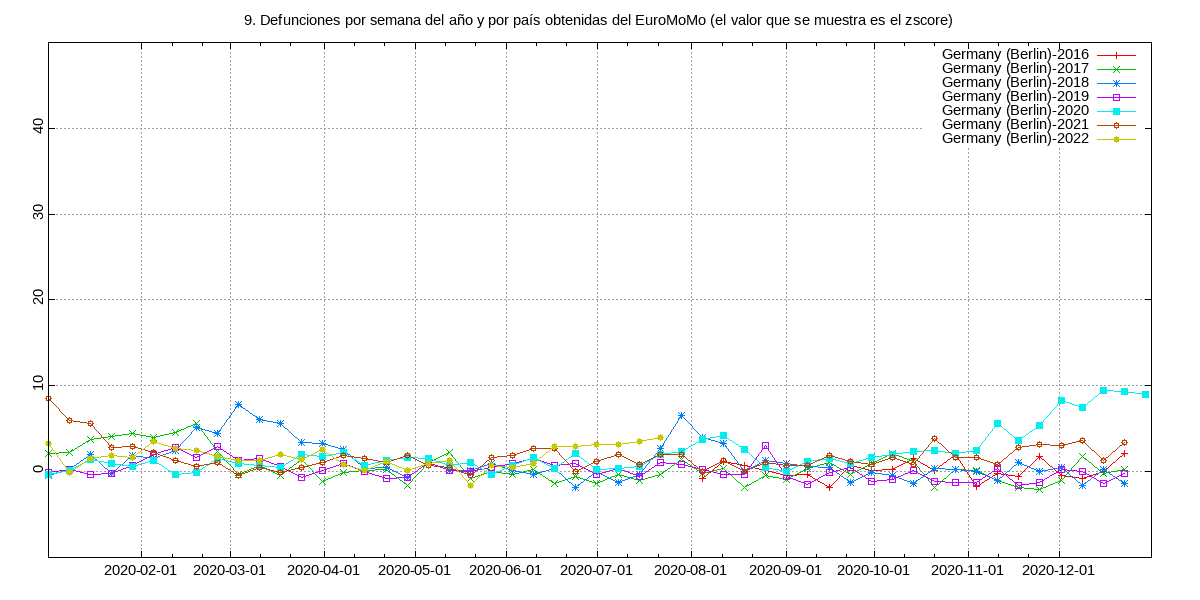 9. Defunciones por semana del año y por país obtenidas del EuroMoMo (el valor que se muestra es el zscore)
Germany (Berlin)-2016
Germany (Berlin)-2017
Germany (Berlin)-2018
Germany (Berlin)-2019
Germany (Berlin)-2020
Germany (Berlin)-2021
Germany (Berlin)-2022
40
30
20
10
0
2020-02-01 2020-03-01 2020-04-01 2020-05-01 2020-06-01 2020-07-01 2020-08-01 2020-09-01 2020-10-01 2020-11-01 2020-12-01